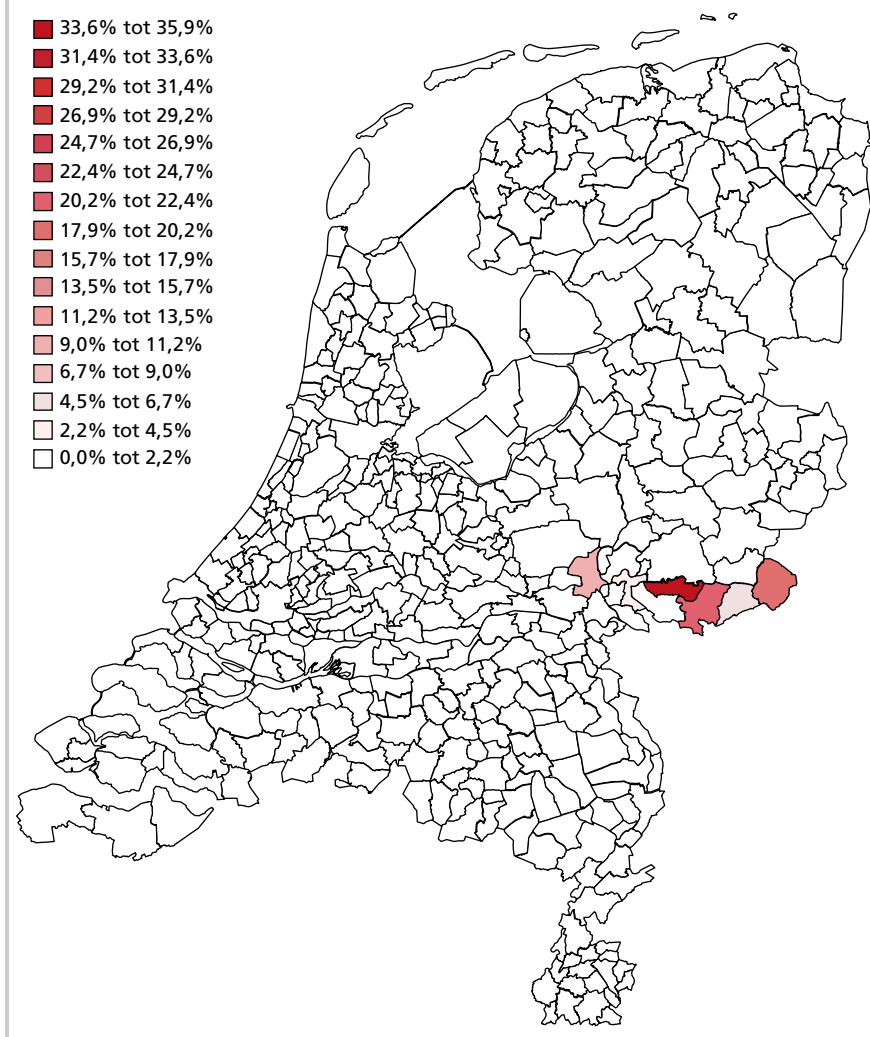 33,6% tot 35,9%
31,4% tot 33,6%
29,2% tot 31,4%
26,9% tot 29,2%
24,7% tot 26,9%
22,4% tot 24,7%
20,2% tot 22,4%
17,9% tot 20,2%
15,7% tot 17,9%
13,5% tot 15,7%
11,2% tot 13,5%
9,0% tot 11,2%
6,7% tot 9,0%
4,5% tot 6,7%
2,2% tot 4,5%
0,0% tot 2,2%